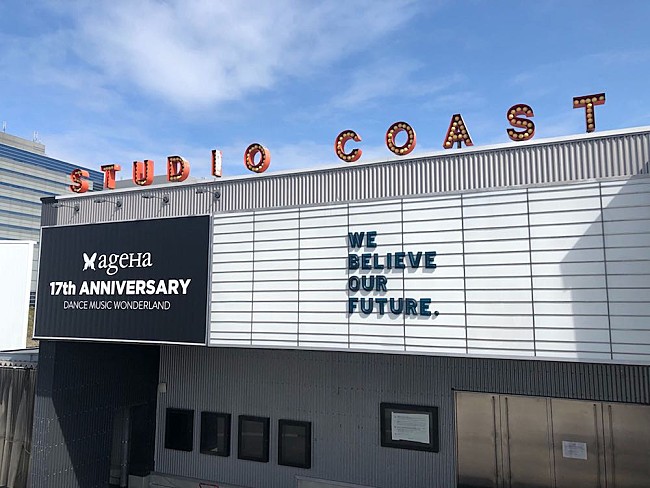 STUDIO COAST
ageHa
17th ANNIVERSARY
DANCE MUSIC WONDERLAND
WE
BELIEVE
OUR
FUTURE.